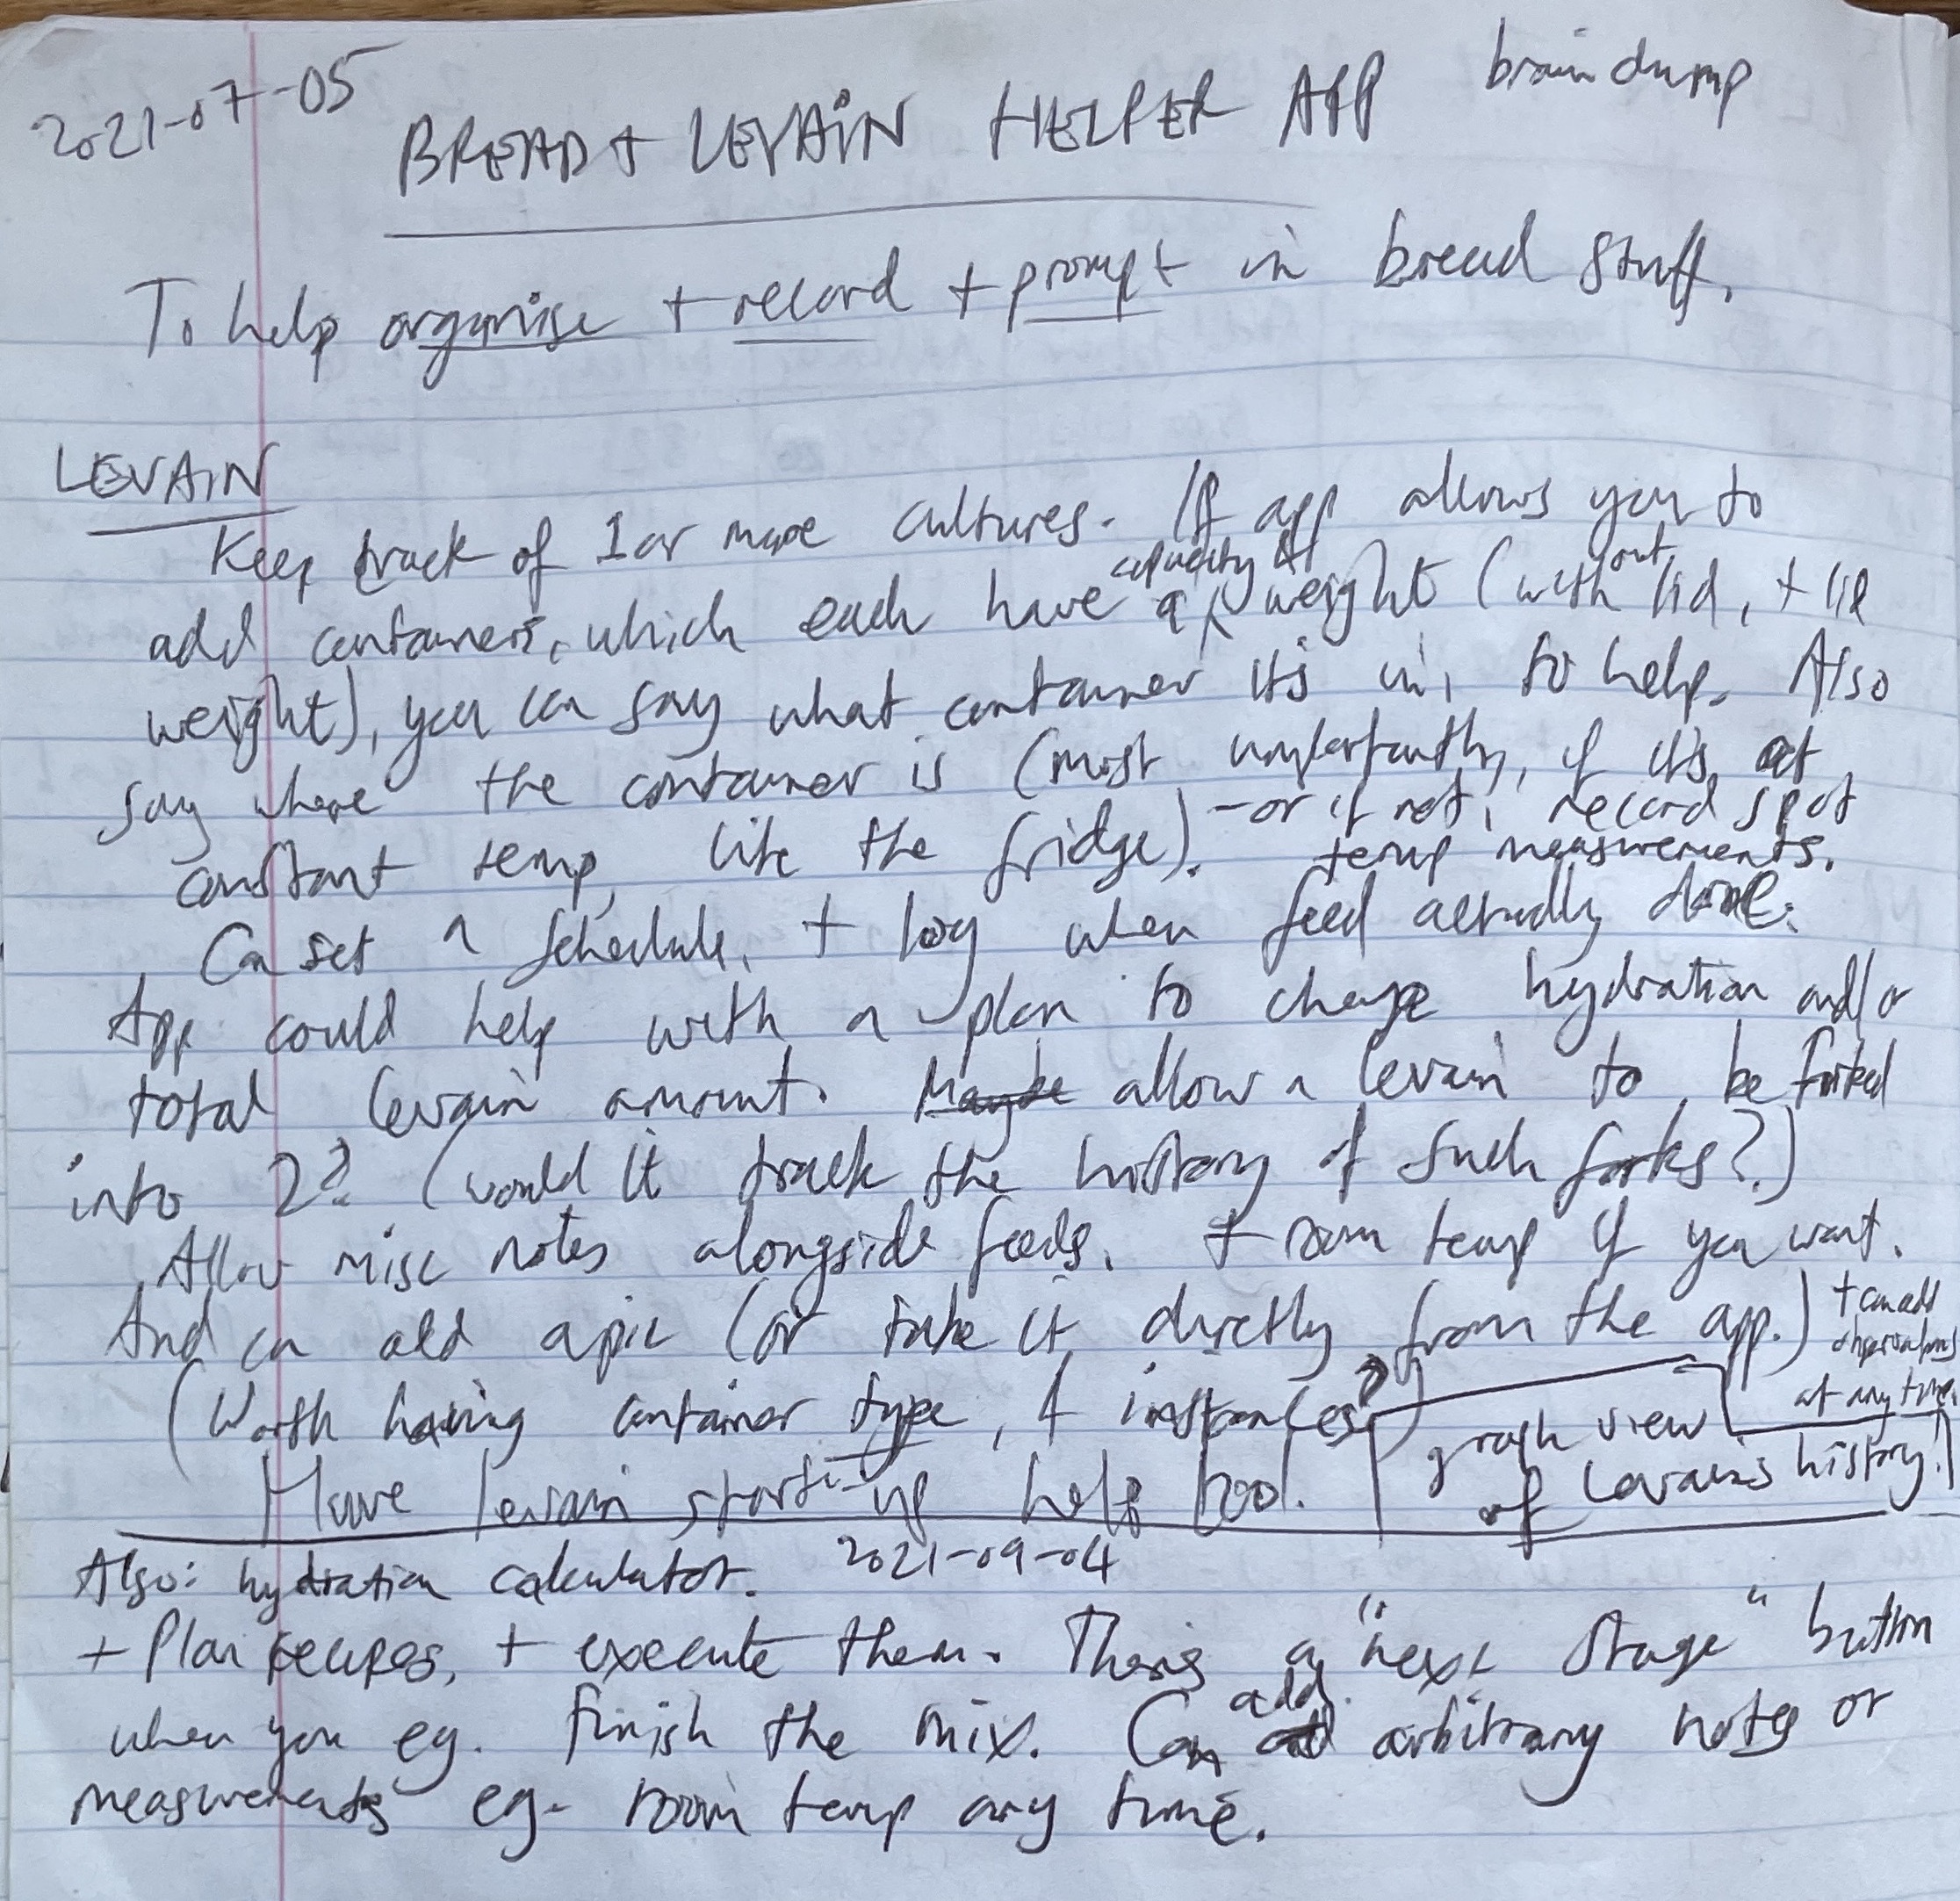 2021-07-05
BREAD + LEVAIN HELPER APP braindump
To help organise + record + prompt in bread stuff.
LEVAIN
Keep track of 1 or more cultures. If app allows you to
add containers, which each have a capacity & weight (without lid, + lid
weight), you can say what container it's in, to help. Also
say where the container is (most importantly, if it's at
constant temp, like the fridge). - or if not, record spot
temp measurements.
Can set a schedule, + log when feed actually done.
App could help with a plan to change hydration and/or
total levain amount. Maybe allow a levain to be forked
into 2? (would it track the history of such forks?)
Allow misc notes alongside feeds. + room temp if you want.
And can add a pic (or take it directly from the app.)
+ can add
observations
at any time
(Worth having container type, & instances?)
Have levain start-up help tool.
graph view
of levain's history!
Also: hydration calculator. 2021-09-04
+ Plan recipes, + execute them. There's a "next stage" button
when you eg. finish the mix. Can add arbitrary notes or
measurements eg. room temp any time.